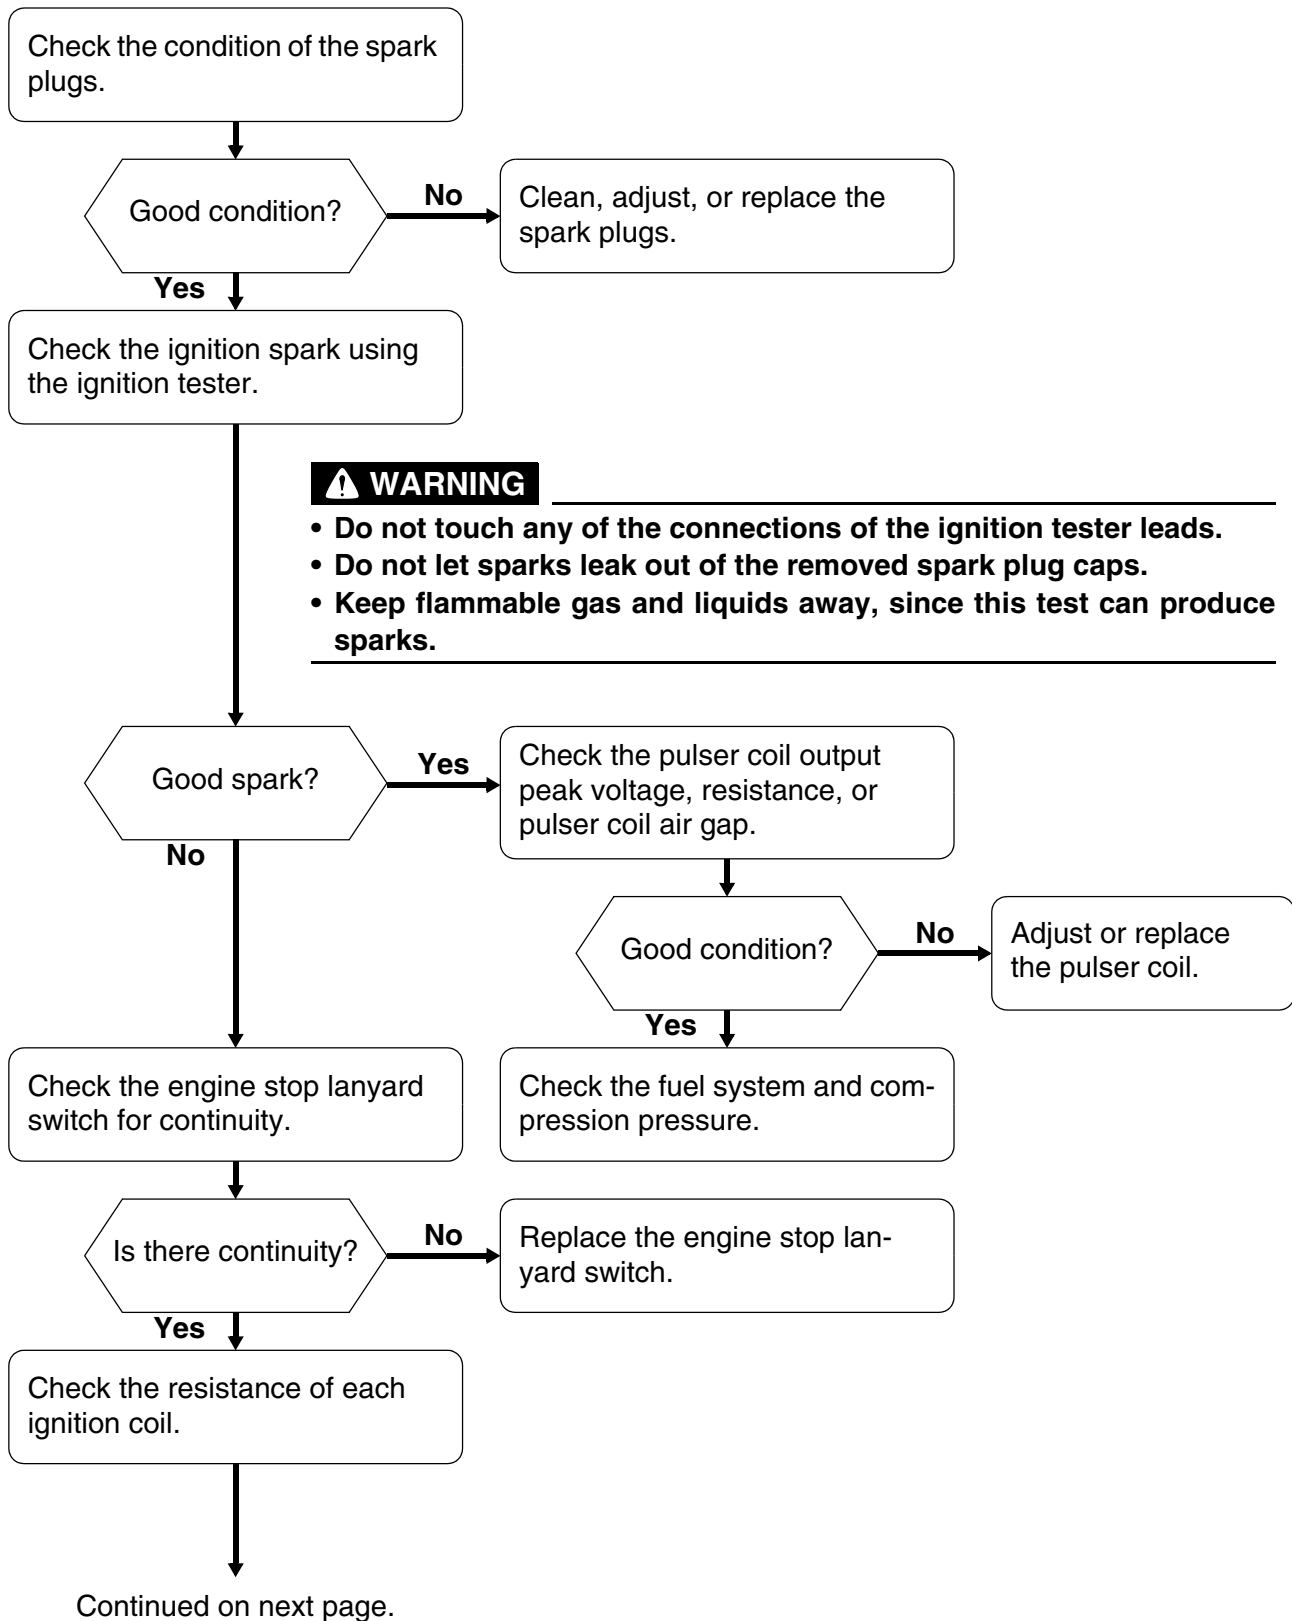 Check the condition of the spark
plugs.
Good condition?
No
Clean, adjust, or replace the
spark plugs.
Yes
Check the ignition spark using
the ignition tester.
WARNING
• Do not touch any of the connections of the ignition tester leads.
• Do not let sparks leak out of the removed spark plug caps.
• Keep flammable gas and liquids away, since this test can produce
sparks.
Good spark?
Yes
Check the pulser coil output
peak voltage, resistance, or
pulser coil air gap.
No
Good condition?
No
Adjust or replace
the pulser coil.
Yes
Check the engine stop lanyard
switch for continuity.
Check the fuel system and com-
pression pressure.
Is there continuity?
No
Replace the engine stop lan-
yard switch.
Yes
Check the resistance of each
ignition coil.
Continued on next page.